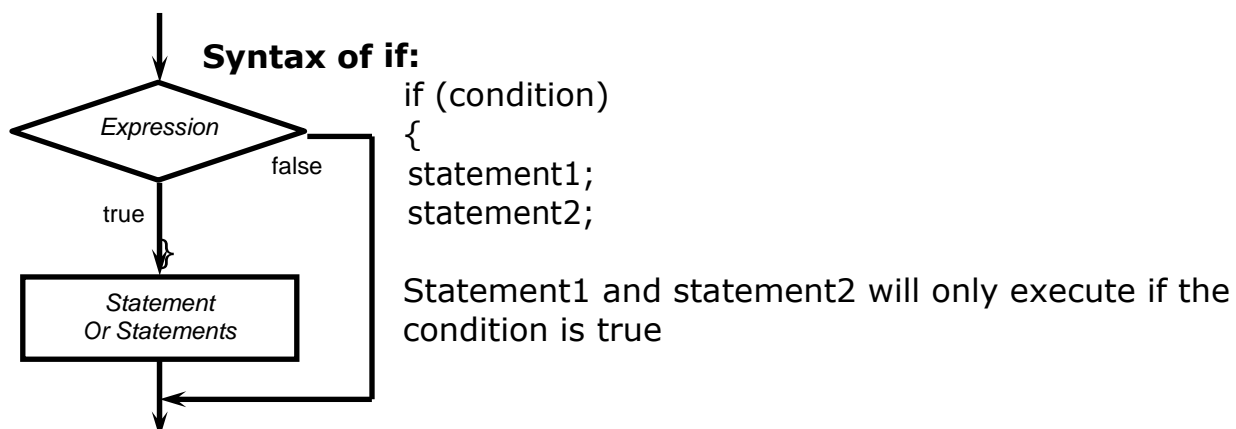 Syntax of if:
if (condition)
Expression
{
false
statement1;
true
statement2;
}
Statement
Or Statements
Statement1 and statement2 will only execute if the
condition is true